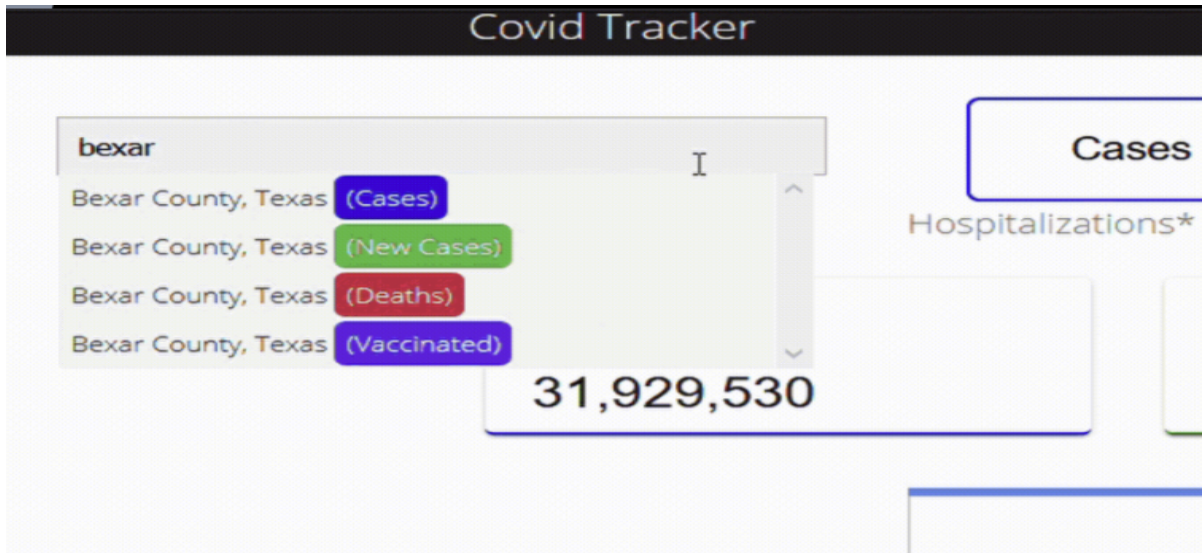 Covid Tracker
bexar
Cases
Bexar County, Texas (Cases)
Hospitalizations*
Bexar County, Texas (New Cases)
Bexar County, Texas (Deaths)
Bexar County, Texas (Vaccinated)
31,929,530